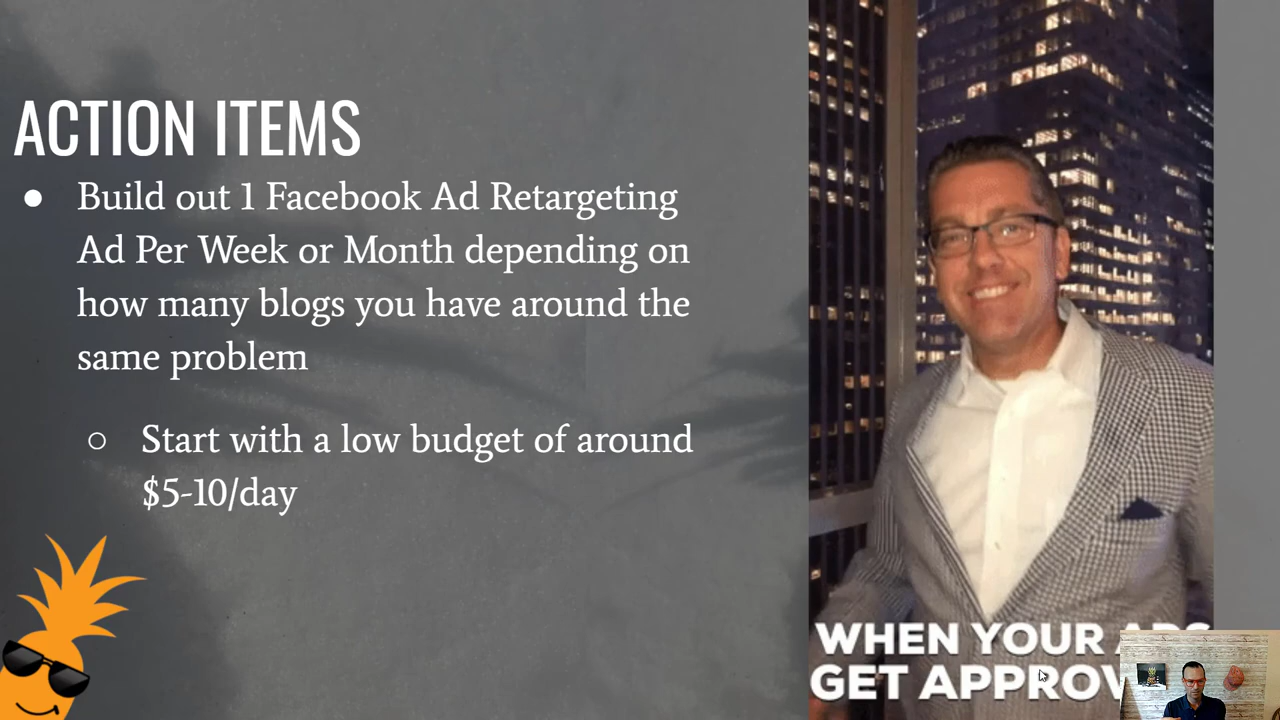 ACTION ITEMS
● Build out 1 Facebook Ad Retargeting
Ad Per Week or Month depending on
how many blogs you have around the
same problem
○ Start with a low budget of around
$5-10/day
WHEN YOUR
GET